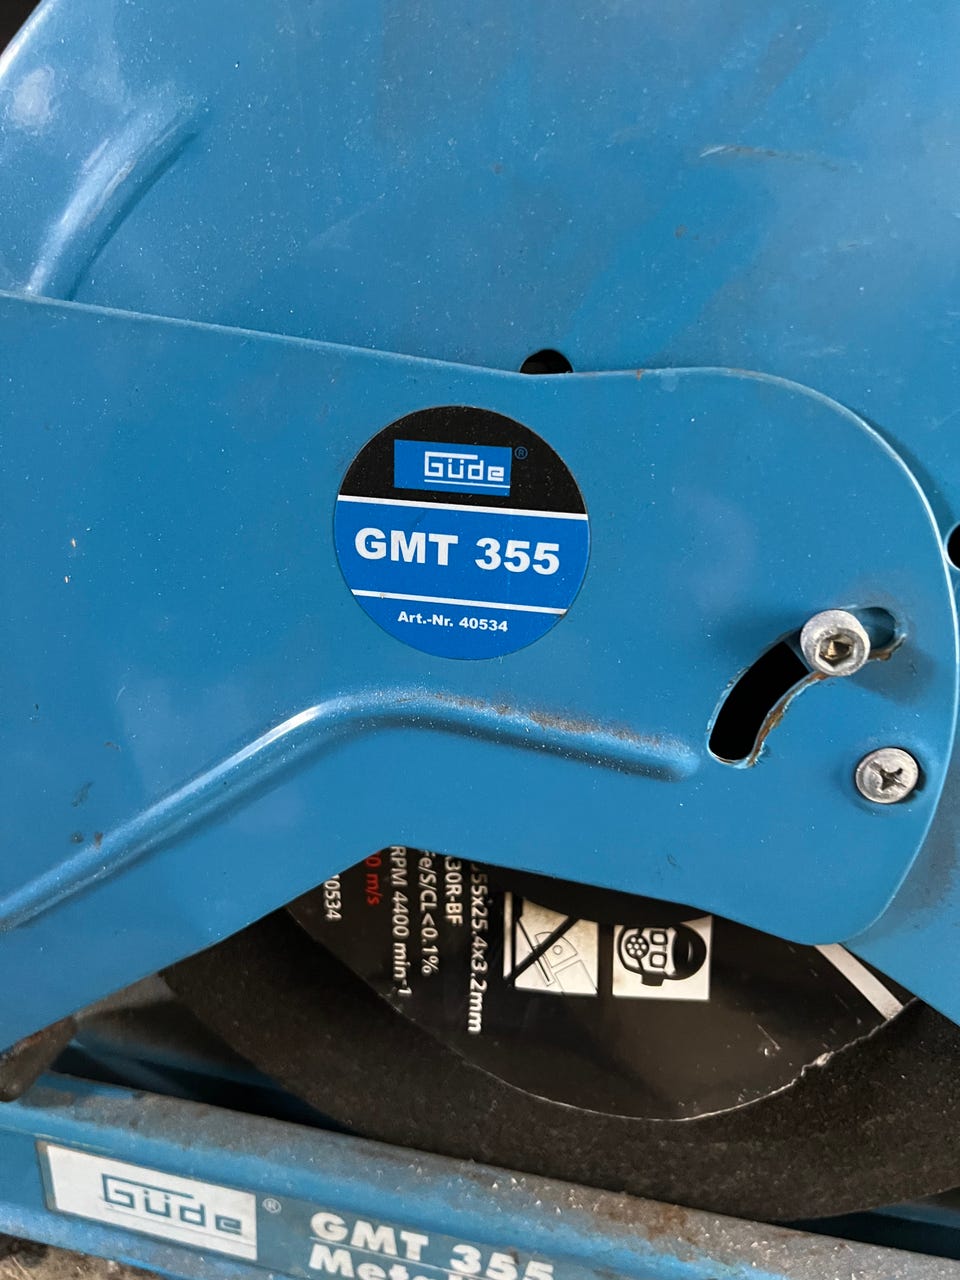 Güde®
GMT 355
Art.-Nr. 40534
55x25.4x3.2mm
30R-BF
Fe/S/CL<0.1%
RPM 4400 min-1
0 m/s
0534
Güde®
GMT 355
Metal